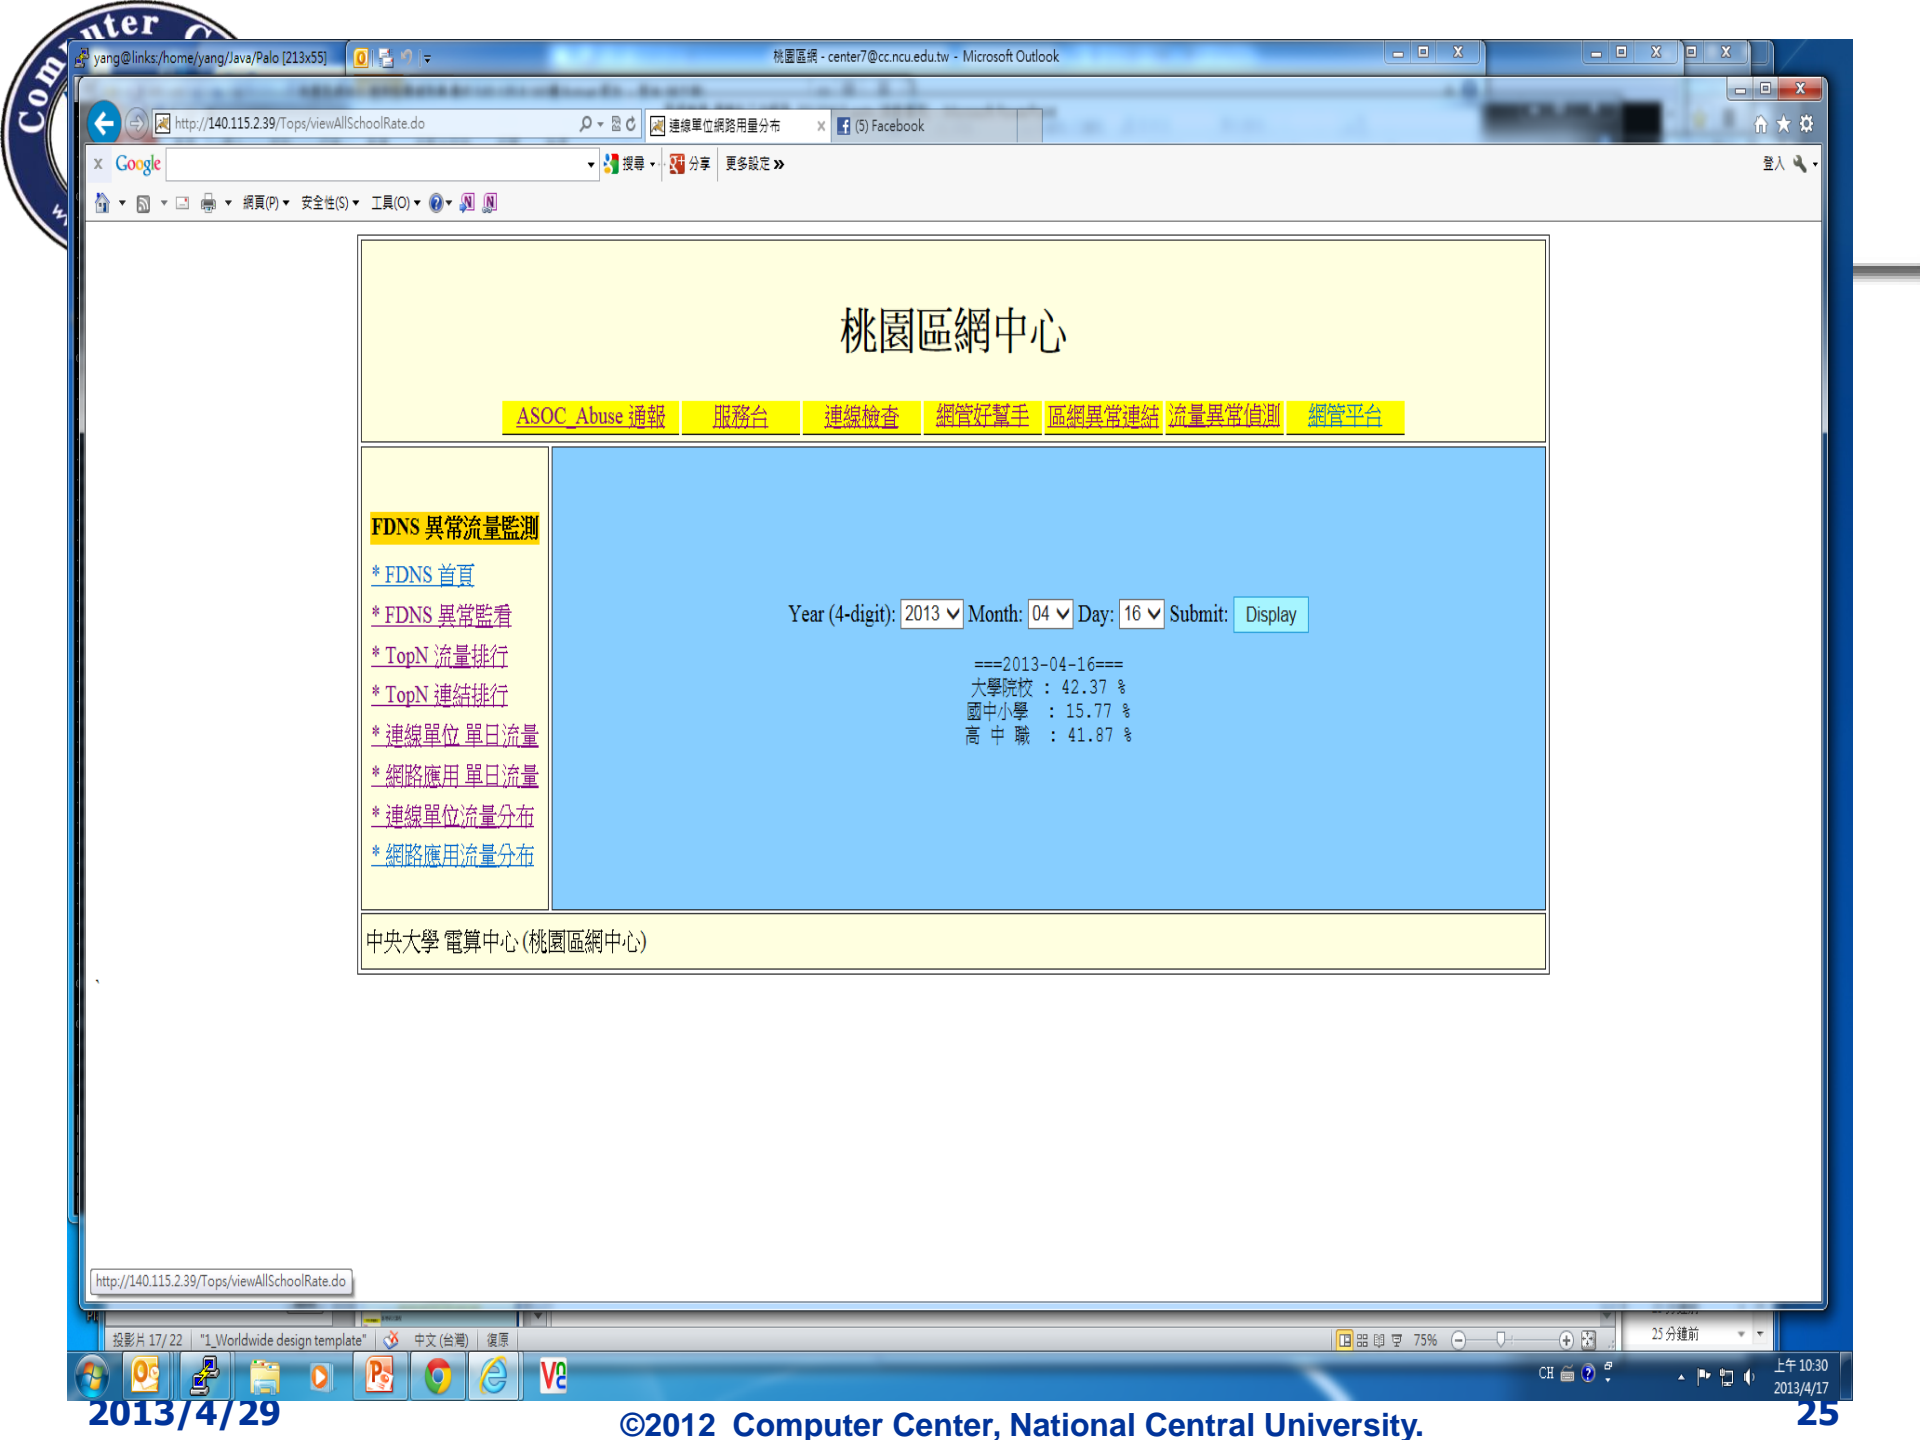 Computer
yang@links:/home/yang/Java/Palo [213x55]
桃園區網 - center7@cc.ncu.edu.tw - Microsoft Outlook
http://140.115.2.39/Tops/viewAllSchoolRate.do
連線單位網路用量分布
(5) Facebook
x Google 搜尋 分享 更多設定 » 登入
網頁(P) 安全性(S) 工具(O)
桃園區網中心
ASOC_Abuse 通報 服務台 連線檢查 網管好幫手 區網異常連結 流量異常偵測 網管平台
FDNS 異常流量監測
* FDNS 首頁
* FDNS 異常監看
* TopN 流量排行
* TopN 連結排行
* 連線單位 單日流量
* 網路應用 單日流量
* 連線單位流量分布
* 網路應用流量分布
Year (4-digit): 2013 Month: 04 Day: 16 Submit: Display
===2013-04-16===
大學院校 : 42.37 %
國中小學 : 15.77 %
高 中 職 : 41.87 %
中央大學 電算中心 (桃園區網中心)
http://140.115.2.39/Tops/viewAllSchoolRate.do
投影片 17/ 22 "1_Worldwide design template" 中文 (台灣) 復原 75% 25 分鐘前
CH 上午 10:30
2013/4/17
2013/4/29
©2012 Computer Center, National Central University.
25